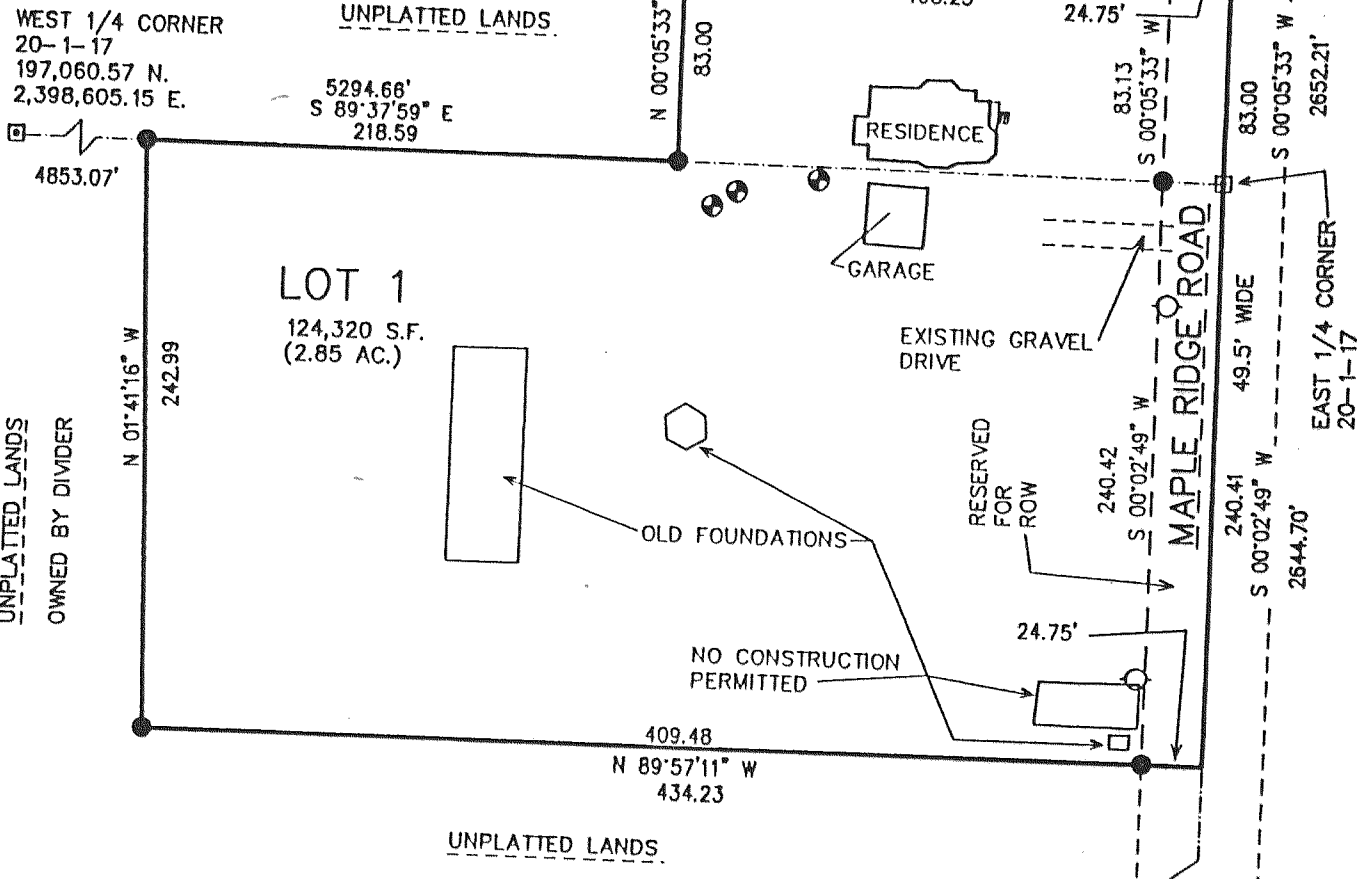 WEST 1/4 CORNER
20-1-17
197,060.57 N.
2,398,605.15 E.
UNPLATTED LANDS
5294.66'
S 89°37'59" E
218.59
4853.07'
N 00°05'33"
83.00
24.75'
83.13
S 00°05'33" W
83.00
S 00°05'33" W
2652.21'
RESIDENCE
GARAGE
EXISTING GRAVEL
DRIVE
MAPLE RIDGE ROAD
49.5' WIDE
EAST 1/4 CORNER
20-1-17
LOT 1
124,320 S.F.
(2.85 AC.)
N 01°41'16" W
242.99
UNPLATTED LANDS
OWNED BY DIVIDER
OLD FOUNDATIONS
RESERVED
FOR
ROW
240.42
S 00°02'49" W
240.41
S 00°02'49" W
2644.70'
24.75'
NO CONSTRUCTION
PERMITTED
409.48
N 89°57'11" W
434.23
UNPLATTED LANDS